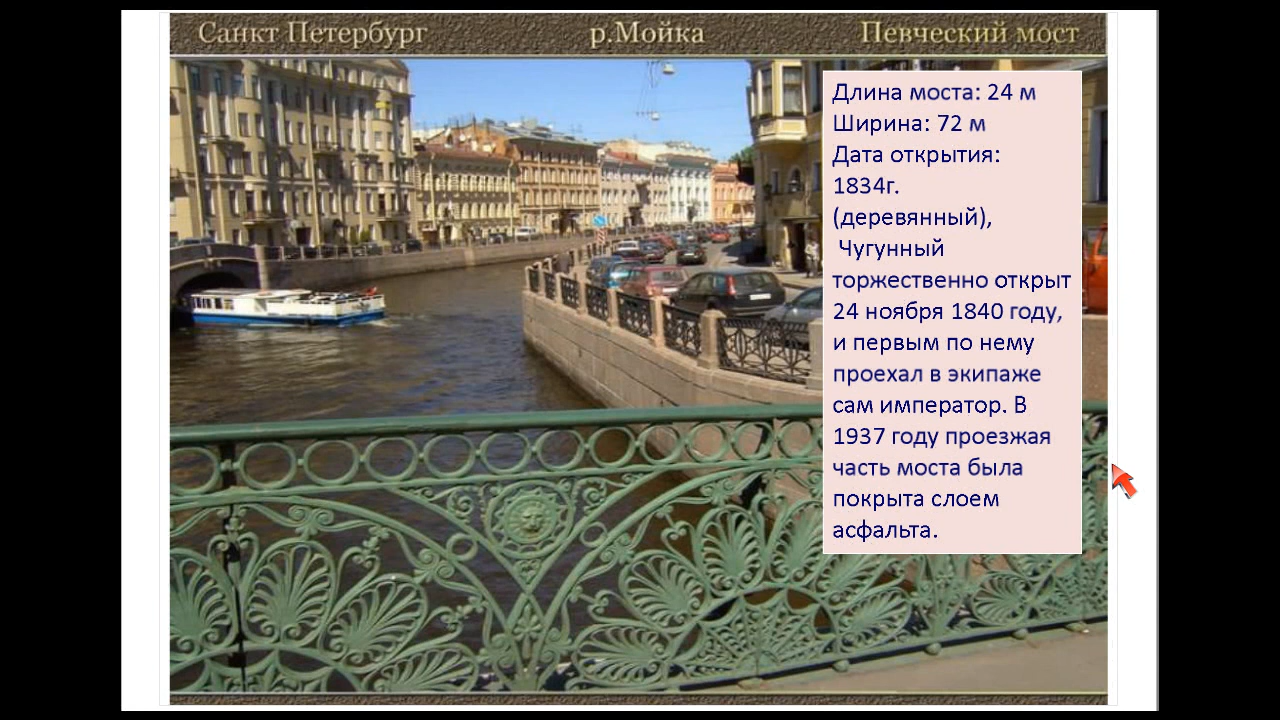 Санкт Петербург р.Мойка Певческий мост
Длина моста: 24 м
Ширина: 72 м
Дата открытия:
1834г.
(деревянный),
Чугунный
торжественно открыт
24 ноября 1840 году,
и первым по нему
проехал в экипаже
сам император. В
1937 году проезжая
часть моста была
покрыта слоем
асфальта.